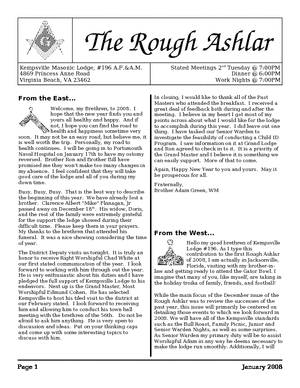 The Rough Ashlar
Kempsville Masonic Lodge, #196 A.F.&A.M.
4869 Princess Anne Road
Virginia Beach, VA 23462
Stated Meetings 2nd Tuesday @ 7:00PM
Dinner @ 6:00PM
Work Nights @ 7:00PM
From the East…
Welcome, my Brethren, to 2008. I
hope that the new year finds you and
yours all healthy and happy. And if
not, I hope you can find the road to
health and happiness sometime very
soon. It may not be an easy road, but believe me, it
is well worth the trip. Personally, my road to
health continues. I will be going in to Portsmouth
Naval Hospital on January 17th to have my ostomy
reversed. Brother Ron and Brother Bill have
promised me they won't make too many changes in
my absence. I feel confident that they will take
good care of the lodge and all of you during my
down time.
Busy, Busy, Busy. That is the best way to describe
the beginning of this year. We have already lost a
brother. Clarence Albert "Mike" Flanagin, Jr
passed away on December 16th. His widow, Doris,
and the rest of the family were extremely grateful
for the support the lodge showed during their
difficult time. Please keep them in your prayers.
My thanks to the brethren that attended his
funeral. It was a nice showing considering the time
of year.
The District Deputy visits on tonight. It is truly an
honor to receive Right Worshipful Chad White at
our first stated communication of the year. I look
forward to working with him through out the year.
He is very enthusiastic about his duties and I have
pledged the full support of Kempsville Lodge to his
endeavors. Next up is the Grand Master, Most
Worshipful Edmund Cohen. He has selected
Kempsville to host his tiled visit to the district at
our February stated. I look forward to receiving
him and allowing him to conduct his town hall
meeting with the brethren of the 56th. Do not be
afraid to ask him anything. He is very open to
discussion and ideas. Put on your thinking caps
and come up with some interesting topics to
discuss with him.
In closing, I would like to thank all of the Past
Masters who attended the breakfast. I received a
great deal of feedback both during and after the
meeting. I believe in my heart I got most of my
points across about what I would like for the lodge
to accomplish during this year. I did leave out one
thing. I have tasked our Senior Warden to
investigate the feasibility of conducting a Child ID
Program. I saw information on it at Grand Lodge
and Ron agreed to check in to it. It is a priority of
the Grand Master and I believe it is something we
can easily support. More of that to come.
Again, Happy New Year to you and yours. May it
be prosperous for all.
Fraternally,
Brother Adam Green, WM
From the West…
Hello my good brethren of Kempsville
Lodge #196. As I type this
contribution to the first Rough Ashlar
of 2008, I am actually in Jacksonville,
Florida, visiting with my brother-in-
law and getting ready to attend the Gator Bowl. I
imagine that many of you, like myself, are taking in
the holiday truiks of family, friends, and football!
While the main focus of the December issue of the
Rough Ashlar was to review the successes of the
past year, this issue will primarily be centered on
detailing those events to which we look forward in
2008. We will have all of the Kempsville standards
such as the Bull Roast, Family Picnic, Junior and
Senior Warden Nights, as well as some surprises.
As Senior Warden my primary duty will be to assist
Worshipful Adam in any way he deems necessary to
make the lodge run smoothly. Additionally, I will
Page 1
January 2008